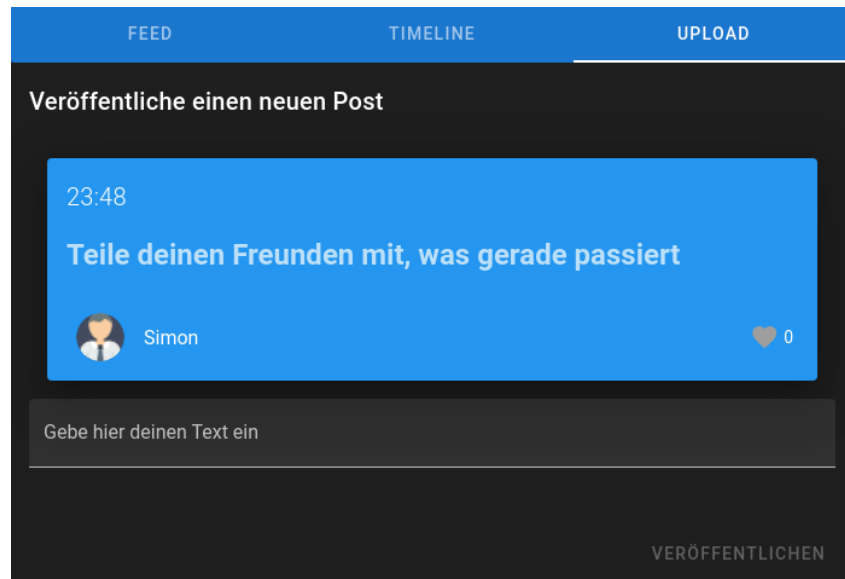 FEED TIMELINE UPLOAD
Veröffentliche einen neuen Post
23:48
Teile deinen Freunden mit, was gerade passiert
Simon 0
Gebe hier deinen Text ein
VERÖFFENTLICHEN